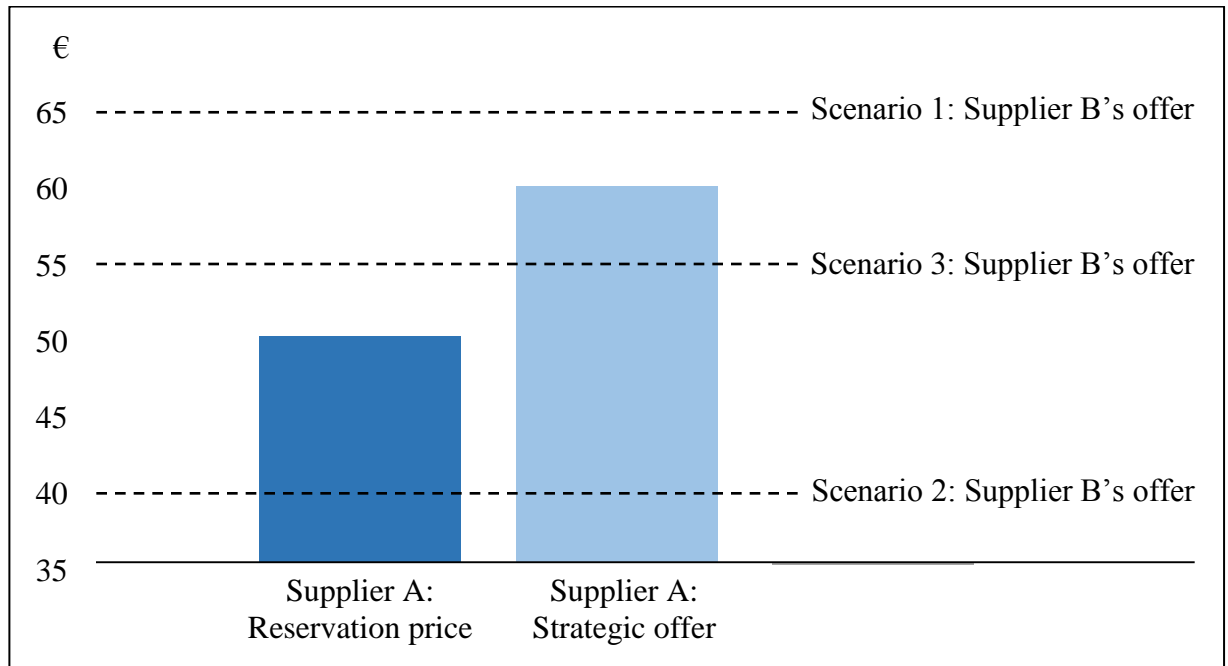 €
65
Scenario 1: Supplier B’s offer
60
55
Scenario 3: Supplier B’s offer
50
45
40
Scenario 2: Supplier B’s offer
35
Supplier A:
Reservation price
Supplier A:
Strategic offer